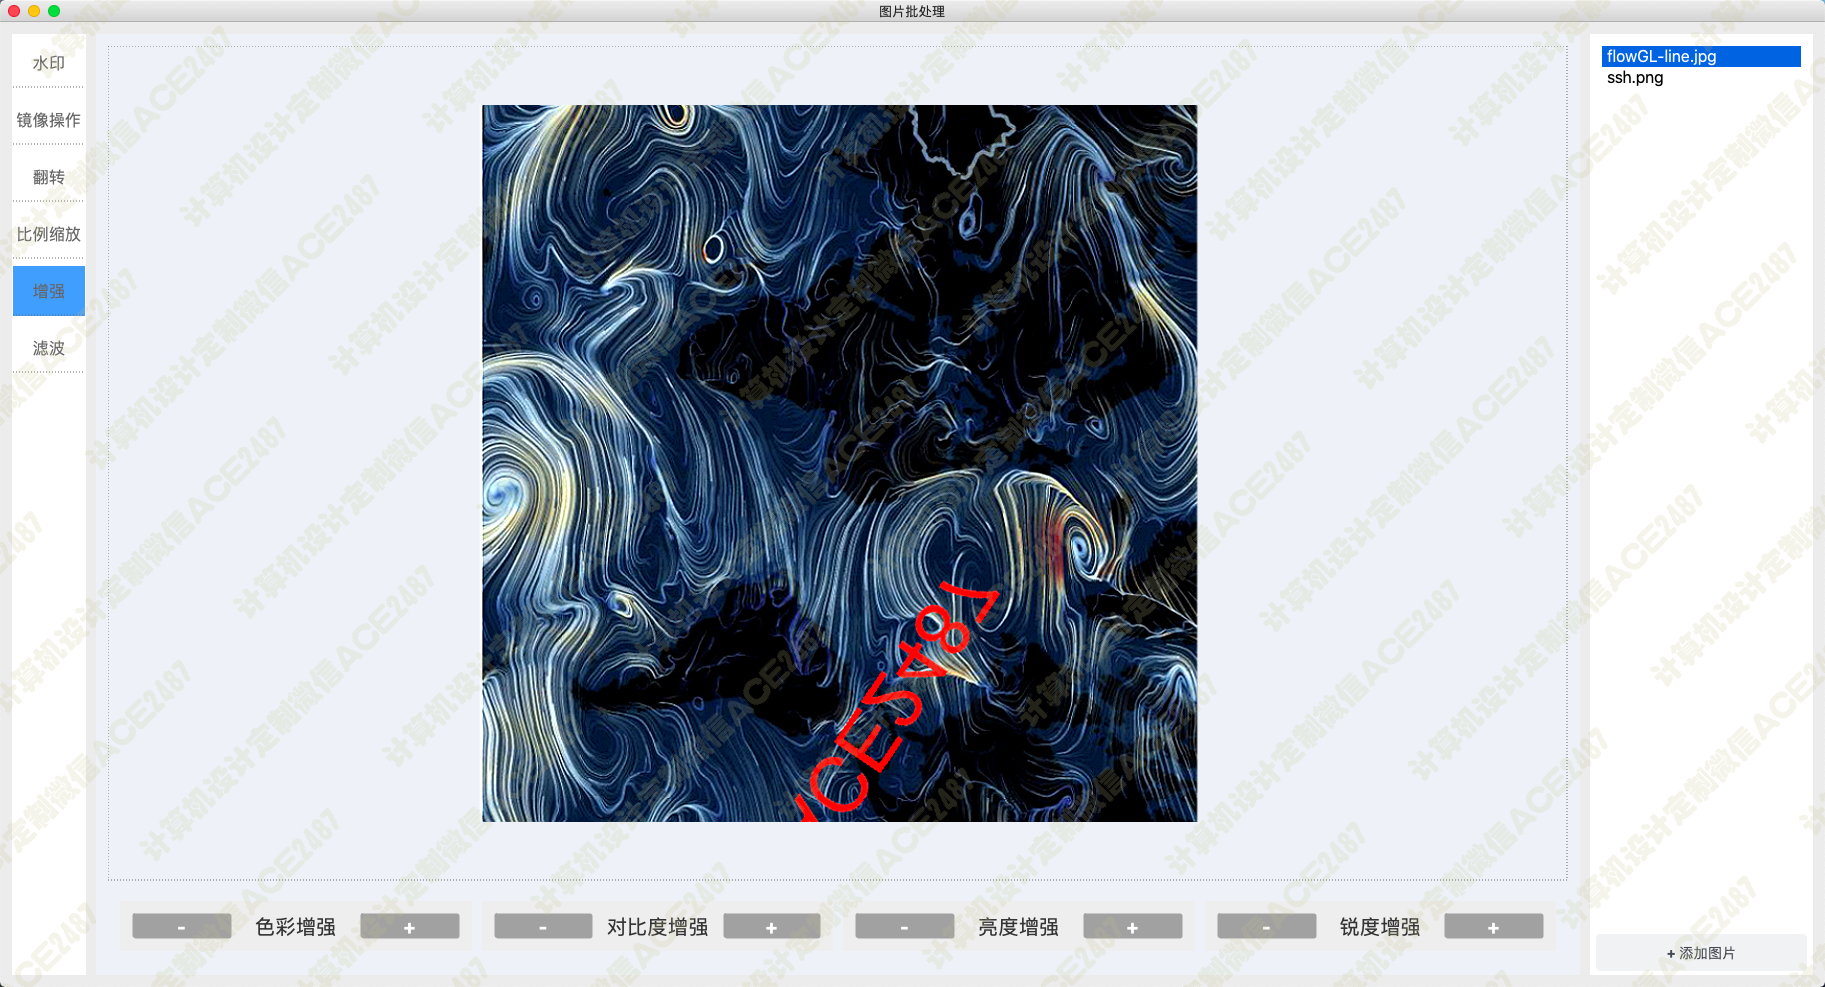 图片批处理
水印
镜像操作
翻转
比例缩放
增强
滤波
flowGL-line.jpg
ssh.png
CE5487
- 色彩增强 +
- 对比度增强 +
- 亮度增强 +
- 锐度增强 +
+ 添加图片
计算机设计定制微信ACE2487